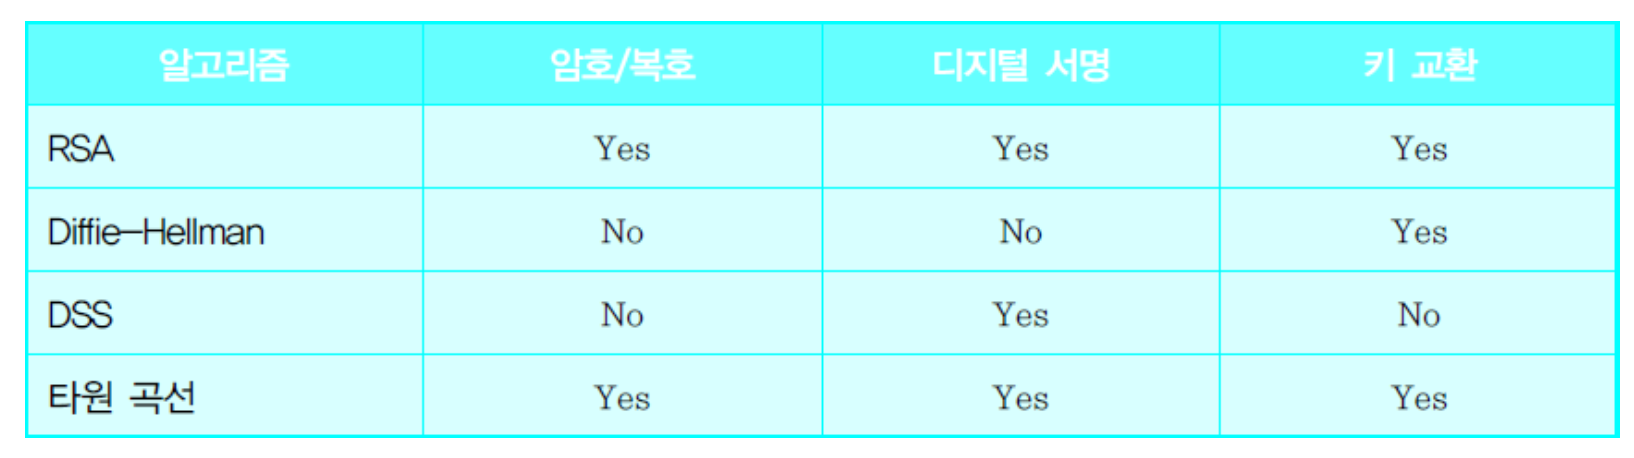 알고리즘 암호/복호 디지털 서명 키 교환
RSA Yes Yes Yes
Diffie-Hellman No No Yes
DSS No Yes No
타원 곡선 Yes Yes Yes